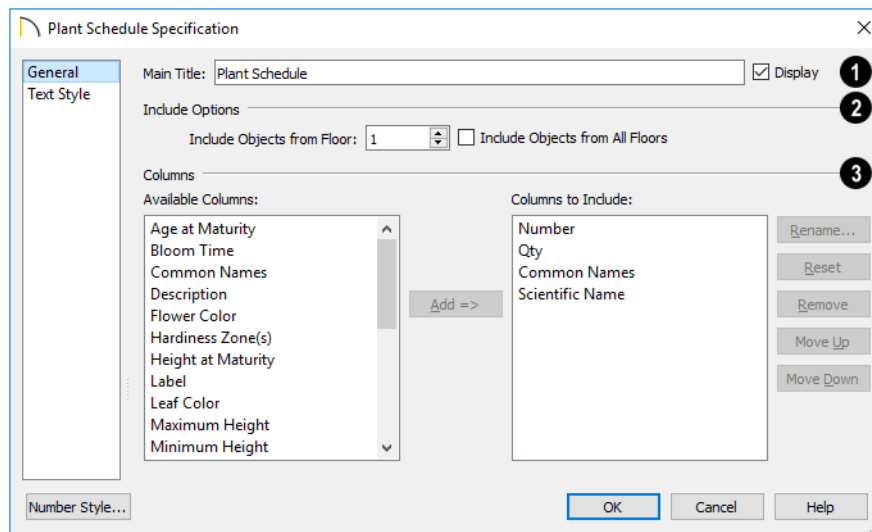 Plant Schedule Specification
General
Text Style
Main Title: Plant Schedule Display 1
Include Options 2
Include Objects from Floor: 1 Include Objects from All Floors
Columns 3
Available Columns:
Age at Maturity
Bloom Time
Common Names
Description
Flower Color
Hardiness Zone(s)
Height at Maturity
Label
Leaf Color
Maximum Height
Minimum Height
Add =>
Columns to Include:
Number
Qty
Common Names
Scientific Name
Rename...
Reset
Remove
Move Up
Move Down
Number Style...
OK
Cancel
Help